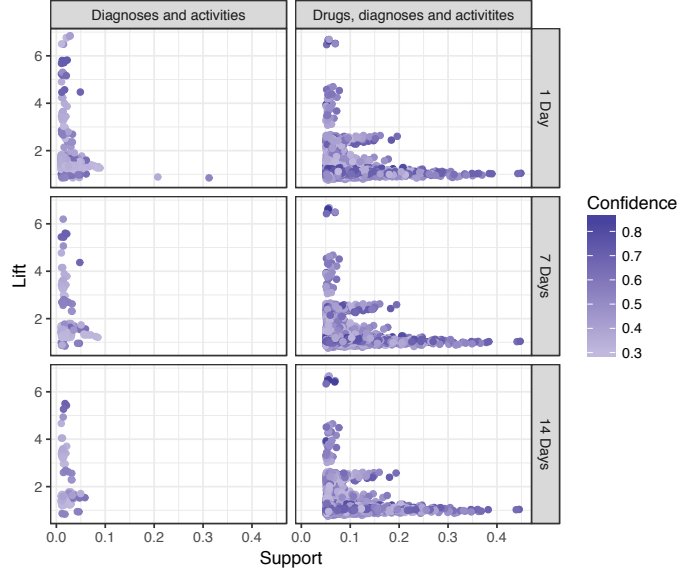 Diagnoses and activities
Drugs, diagnoses and activitites
6
4
2
1 Day
6
4
2
7 Days
6
4
2
14 Days
Lift
0.0 0.1 0.2 0.3 0.4
0.0 0.1 0.2 0.3 0.4
Support
Confidence
0.8
0.7
0.6
0.5
0.4
0.3